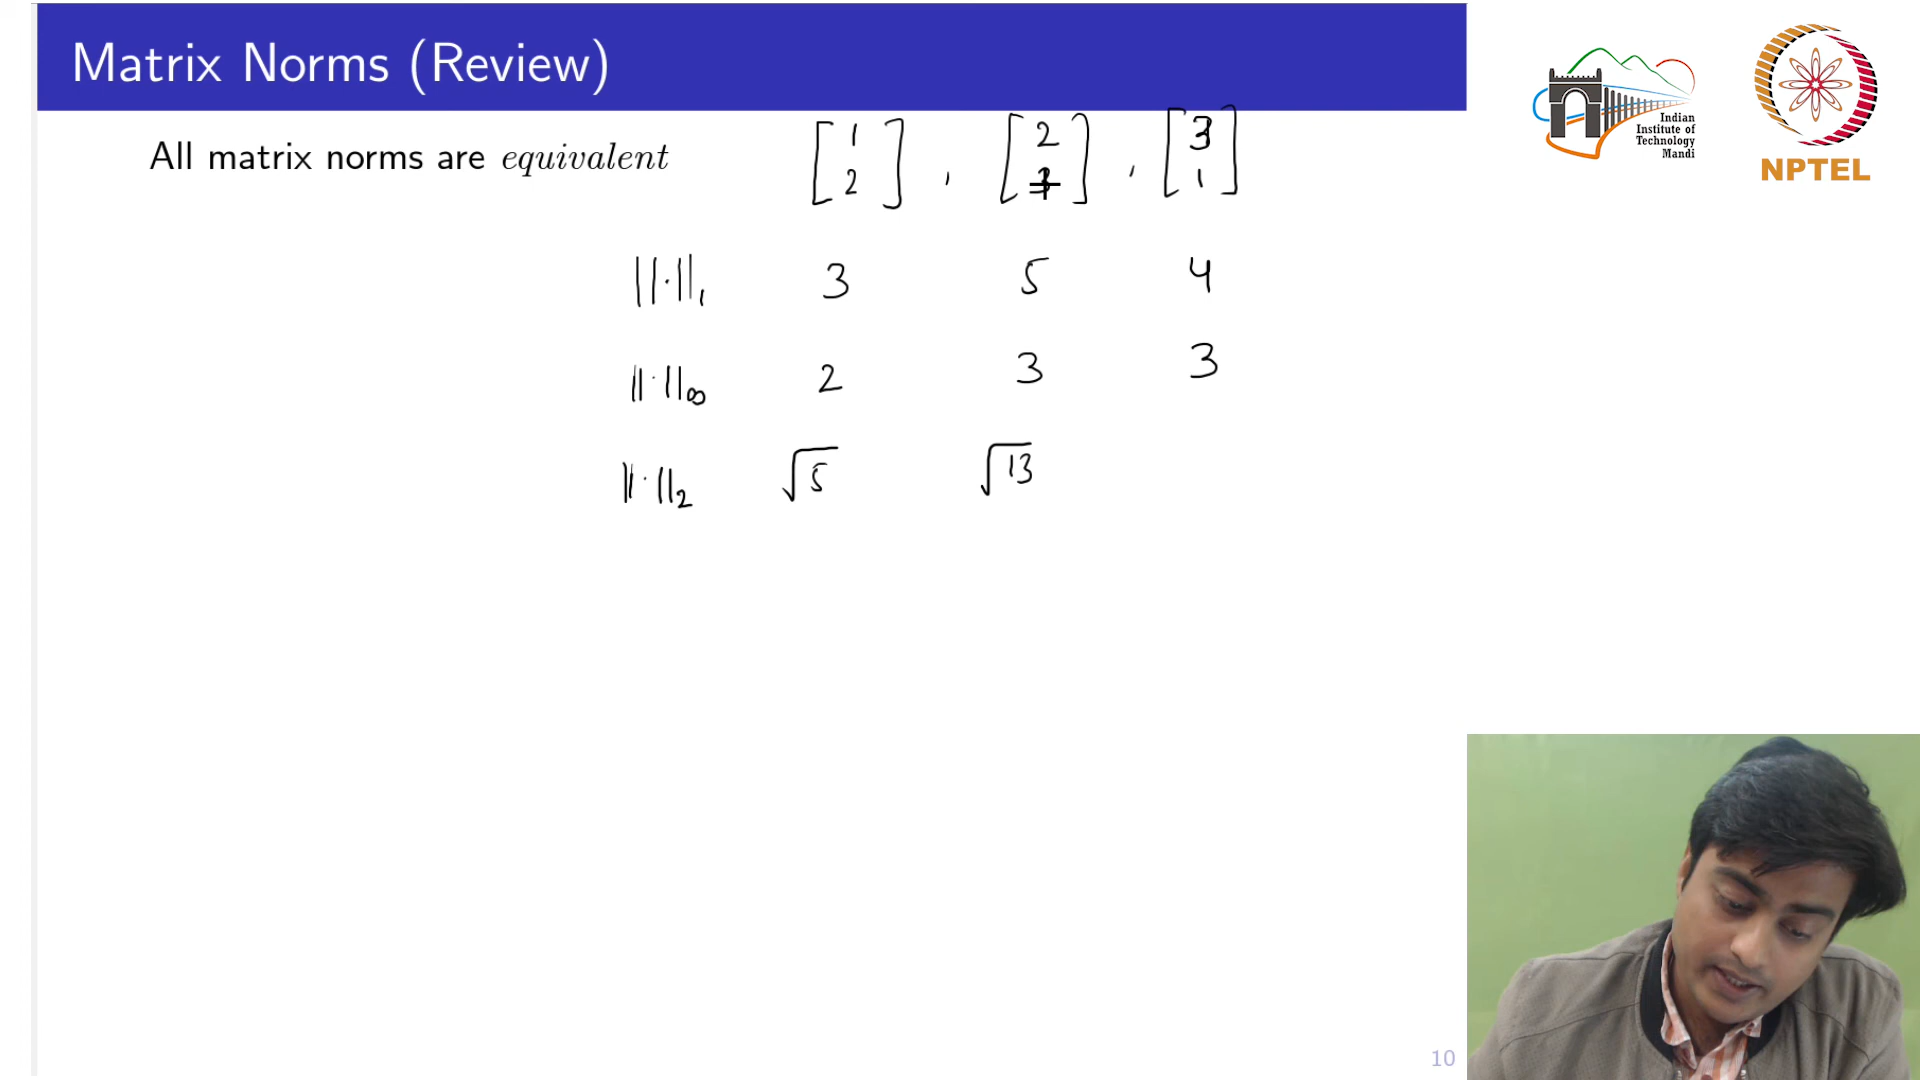 Matrix Norms (Review)
Indian
Institute of
Technology
Mandi
NPTEL
All matrix norms are equivalent
[1 2], [2 ], [3 1]
||·||₁ 3 5 4
||·||∞ 2 3 3
||·||₂ √5 √13
10